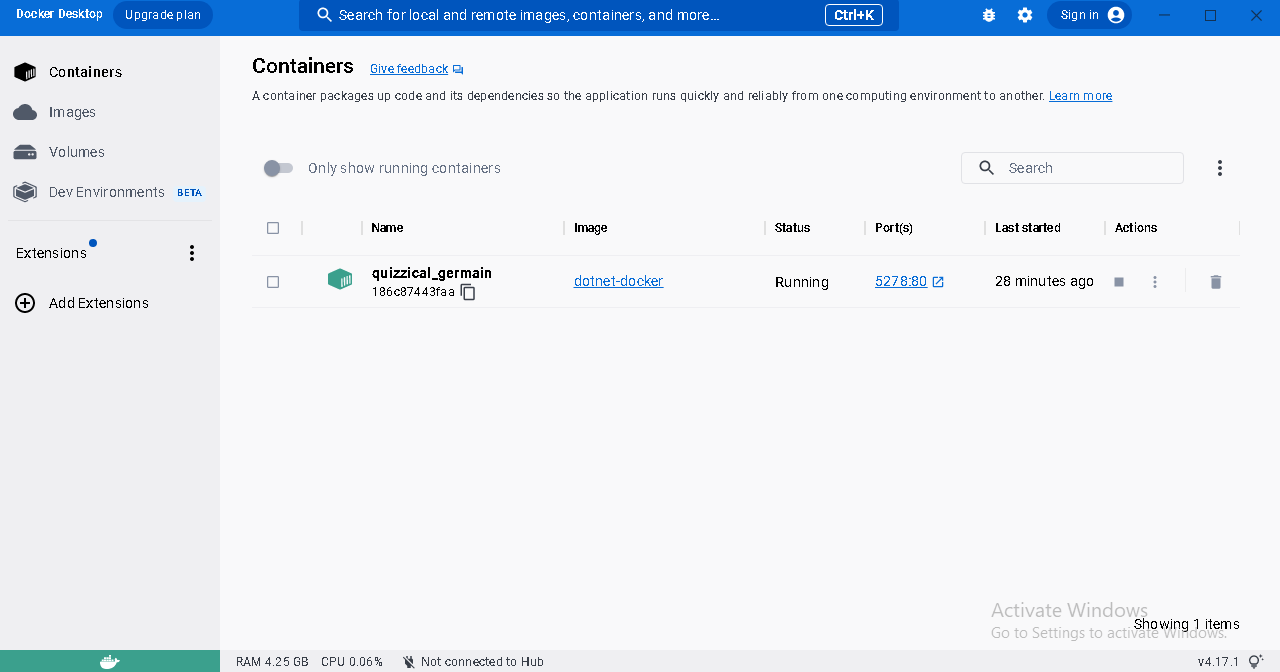 Docker Desktop Upgrade plan Search for local and remote images, containers, and more... Ctrl+K Sign in
Containers
Images
Volumes
Dev Environments BETA
Extensions
Add Extensions
Containers Give feedback
A container packages up code and its dependencies so the application runs quickly and reliably from one computing environment to another. Learn more
Only show running containers Search
Name Image Status Port(s) Last started Actions
quizzical_germain
186c87443faa dotnet-docker Running 5278:80 28 minutes ago
Activate Windows
Showing 1 items
Go to Settings to activate Windows.
RAM 4.25 GB CPU 0.06% Not connected to Hub v4.17.1